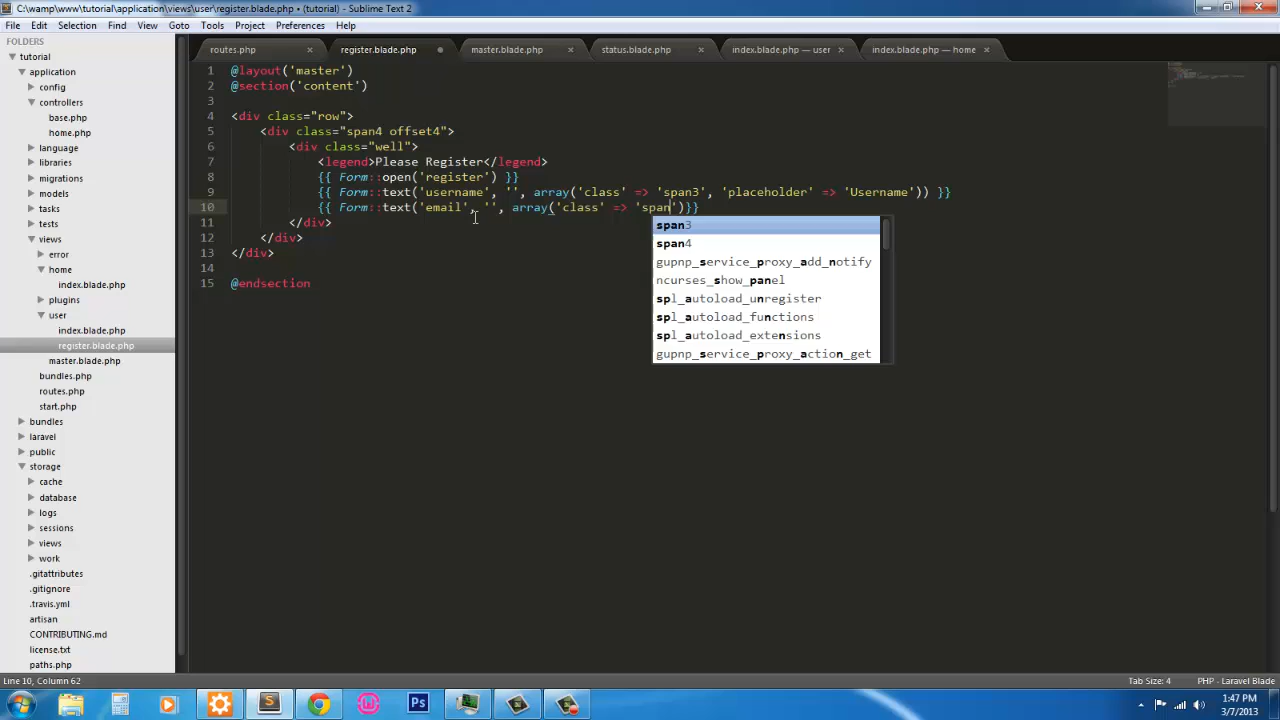 C:\wamp\www\tutorial\application\views\user\register.blade.php • (tutorial) - Sublime Text 2
File Edit Selection Find View Goto Tools Project Preferences Help
FOLDERS
tutorial
application
config
controllers
base.php
home.php
language
libraries
migrations
models
tasks
tests
views
error
home
index.blade.php
plugins
user
index.blade.php
register.blade.php
master.blade.php
bundles.php
routes.php
start.php
bundles
laravel
public
storage
cache
database
logs
sessions
views
work
.gitattributes
.gitignore
.travis.yml
artisan
CONTRIBUTING.md
license.txt
paths.php
routes.php × register.blade.php • master.blade.php × status.blade.php × index.blade.php — user × index.blade.php — home ×
1 @layout('master')
2 @section('content')
3
4 <div class="row">
5 <div class="span4 offset4">
6 <div class="well">
7 <legend>Please Register</legend>
8 {{ Form::open('register') }}
9 {{ Form::text('username', '', array('class' => 'span3', 'placeholder' => 'Username')) }}
10 {{ Form::text('email', '', array('class' => 'span')}}
11 </div>
12 </div>
13 </div>
14
15 @endsection
span3
span4
gupnp_service_proxy_add_notify
ncurses_show_panel
spl_autoload_unregister
spl_autoload_functions
spl_autoload_extensions
gupnp_service_proxy_action_get
Line 10, Column 62
Tab Size: 4
PHP - Laravel Blade
Ps
1:47 PM
3/7/2013